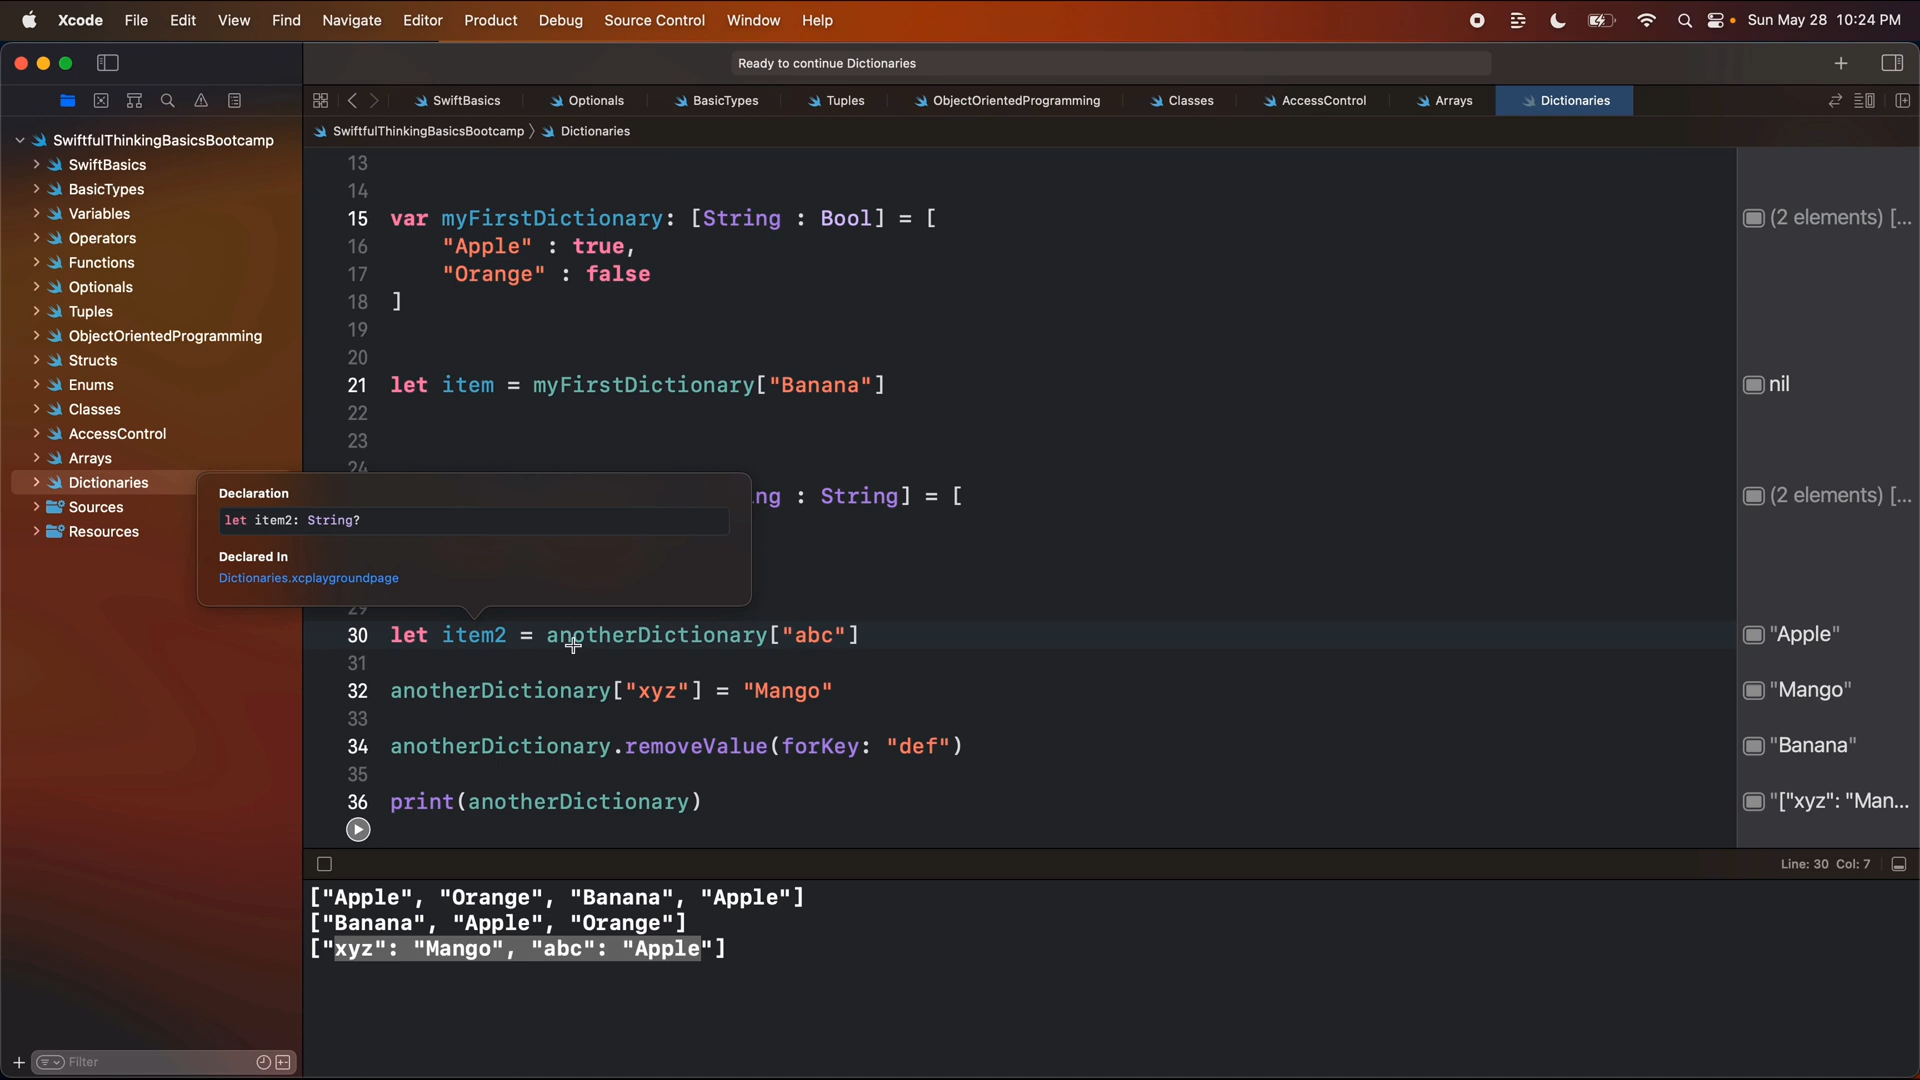 Xcode File Edit View Find Navigate Editor Product Debug Source Control Window Help Sun May 28 10:24 PM
Ready to continue Dictionaries
SwiftBasics Optionals BasicTypes Tuples ObjectOrientedProgramming Classes AccessControl Arrays Dictionaries
SwiftfulThinkingBasicsBootcamp Dictionaries
SwiftfulThinkingBasicsBootcamp
SwiftBasics
BasicTypes
Variables
Operators
Functions
Optionals
Tuples
ObjectOrientedProgramming
Structs
Enums
Classes
AccessControl
Arrays
Dictionaries
Sources
Resources
Filter
13
14
15 var myFirstDictionary: [String : Bool] = [ (2 elements) [...
16 "Apple" : true,
17 "Orange" : false
18 ]
19
20
21 let item = myFirstDictionary["Banana"] nil
22
23
24
ng : String] = [ (2 elements) [...
Declaration
let item2: String?
Declared In
Dictionaries.xcplaygroundpage
29
30 let item2 = anotherDictionary["abc"] "Apple"
31
32 anotherDictionary["xyz"] = "Mango" "Mango"
33
34 anotherDictionary.removeValue(forKey: "def") "Banana"
35
36 print(anotherDictionary) "["xyz": "Man...
Line: 30 Col: 7
["Apple", "Orange", "Banana", "Apple"]
["Banana", "Apple", "Orange"]
["xyz": "Mango", "abc": "Apple"]